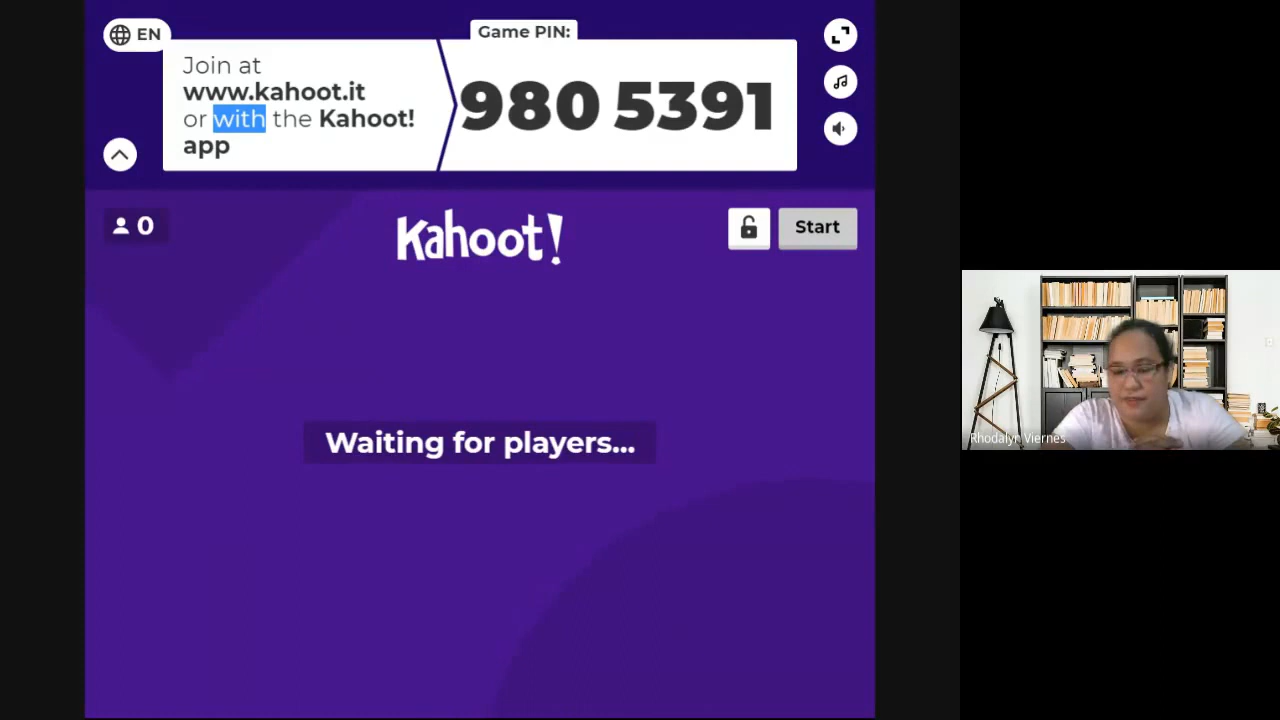 EN
Game PIN:
Join at
www.kahoot.it
or with the Kahoot!
app
980 5391
0
Kahoot!
Start
Waiting for players...
Rhodalyn Viernes